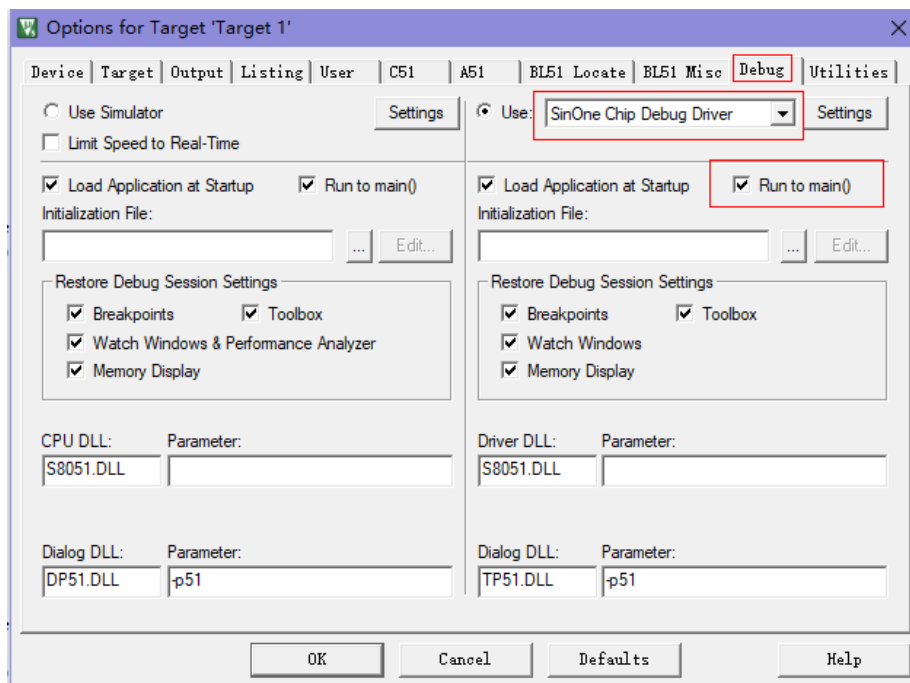 Options for Target 'Target 1'
Device Target Output Listing User C51 A51 BL51 Locate BL51 Misc Debug Utilities
Use Simulator Settings Use: SinOne Chip Debug Driver Settings
Limit Speed to Real-Time
Load Application at Startup Run to main() Load Application at Startup Run to main()
Initialization File: Initialization File:
... Edit... ... Edit...
Restore Debug Session Settings Restore Debug Session Settings
Breakpoints Toolbox Breakpoints Toolbox
Watch Windows & Performance Analyzer Watch Windows
Memory Display Memory Display
CPU DLL: Parameter: Driver DLL: Parameter:
S8051.DLL S8051.DLL
Dialog DLL: Parameter: Dialog DLL: Parameter:
DP51.DLL -p51 TP51.DLL -p51
OK Cancel Defaults Help